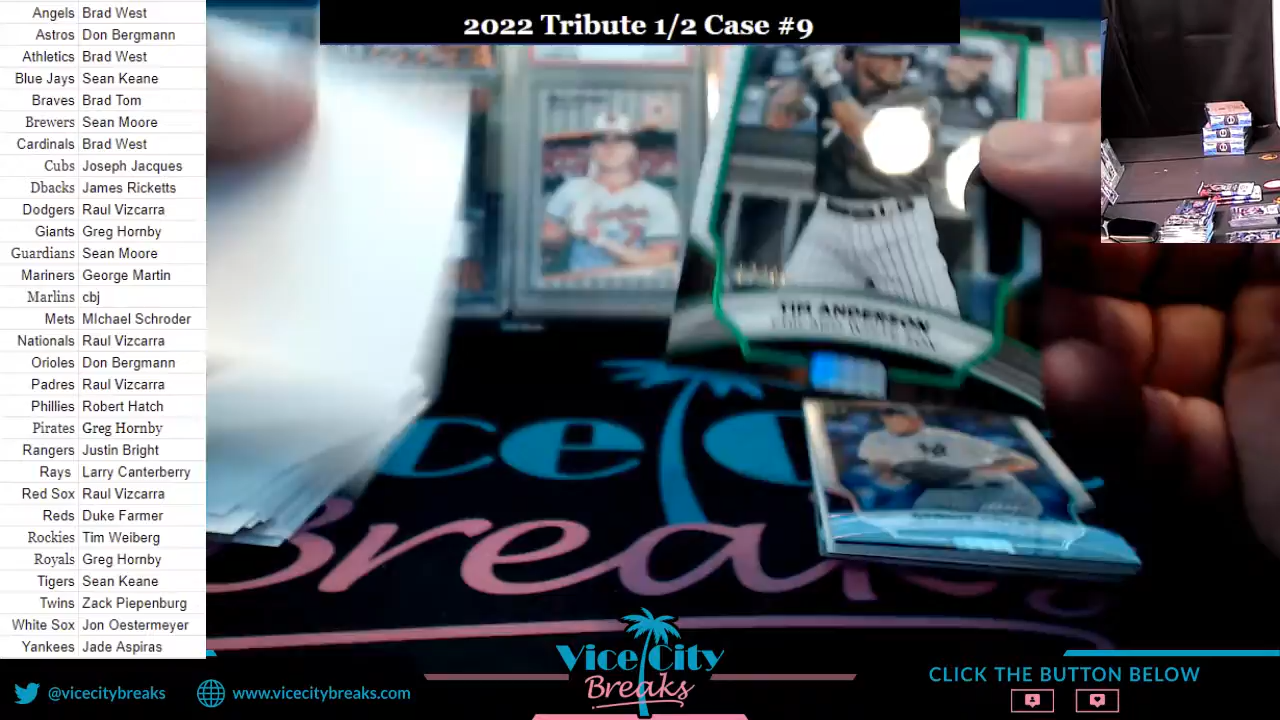 2022 Tribute 1/2 Case #9
Angels Brad West
Astros Don Bergmann
Athletics Brad West
Blue Jays Sean Keane
Braves Brad Tom
Brewers Sean Moore
Cardinals Brad West
Cubs Joseph Jacques
Dbacks James Ricketts
Dodgers Raul Vizcarra
Giants Greg Hornby
Guardians Sean Moore
Mariners George Martin
Marlins cbj
Mets MIchael Schroder
Nationals Raul Vizcarra
Orioles Don Bergmann
Padres Raul Vizcarra
Phillies Robert Hatch
Pirates Greg Hornby
Rangers Justin Bright
Rays Larry Canterberry
Red Sox Raul Vizcarra
Reds Duke Farmer
Rockies Tim Weiberg
Royals Greg Hornby
Tigers Sean Keane
Twins Zack Piepenburg
White Sox Jon Oestermeyer
Yankees Jade Aspiras
TIM ANDERSON
CHICAGO WHITE SOX
Vice City
Breaks
@vicecitybreaks
www.vicecitybreaks.com
CLICK THE BUTTON BELOW